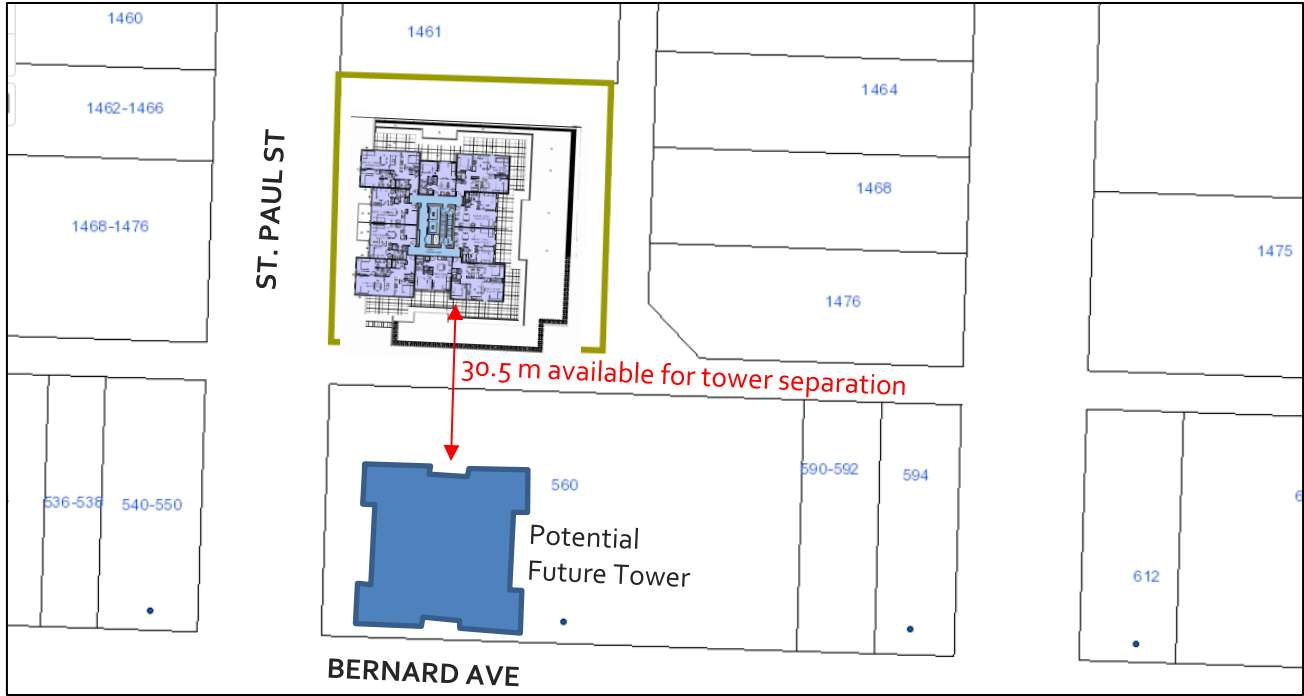 1460
1461
1464
1462-1466
ST. PAUL ST
1468
1468-1476
1475
1476
30.5 m available for tower separation
536-538
540-550
560
590-592
594
Potential
Future Tower
612
BERNARD AVE